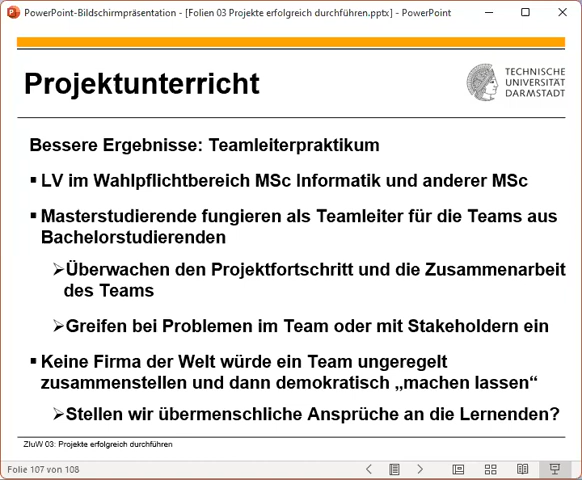 PowerPoint-Bildschirmpräsentation - [Folien 03 Projekte erfolgreich durchführen.pptx] - PowerPoint
Projektunterricht
TECHNISCHE
UNIVERSITÄT
DARMSTADT
Bessere Ergebnisse: Teamleiterpraktikum
▪ LV im Wahlpflichtbereich MSc Informatik und anderer MSc
▪ Masterstudierende fungieren als Teamleiter für die Teams aus
Bachelorstudierenden
➢Überwachen den Projektfortschritt und die Zusammenarbeit
des Teams
➢Greifen bei Problemen im Team oder mit Stakeholdern ein
▪ Keine Firma der Welt würde ein Team ungeregelt
zusammenstellen und dann demokratisch „machen lassen“
➢Stellen wir übermenschliche Ansprüche an die Lernenden?
ZIuW 03: Projekte erfolgreich durchführen
Folie 107 von 108